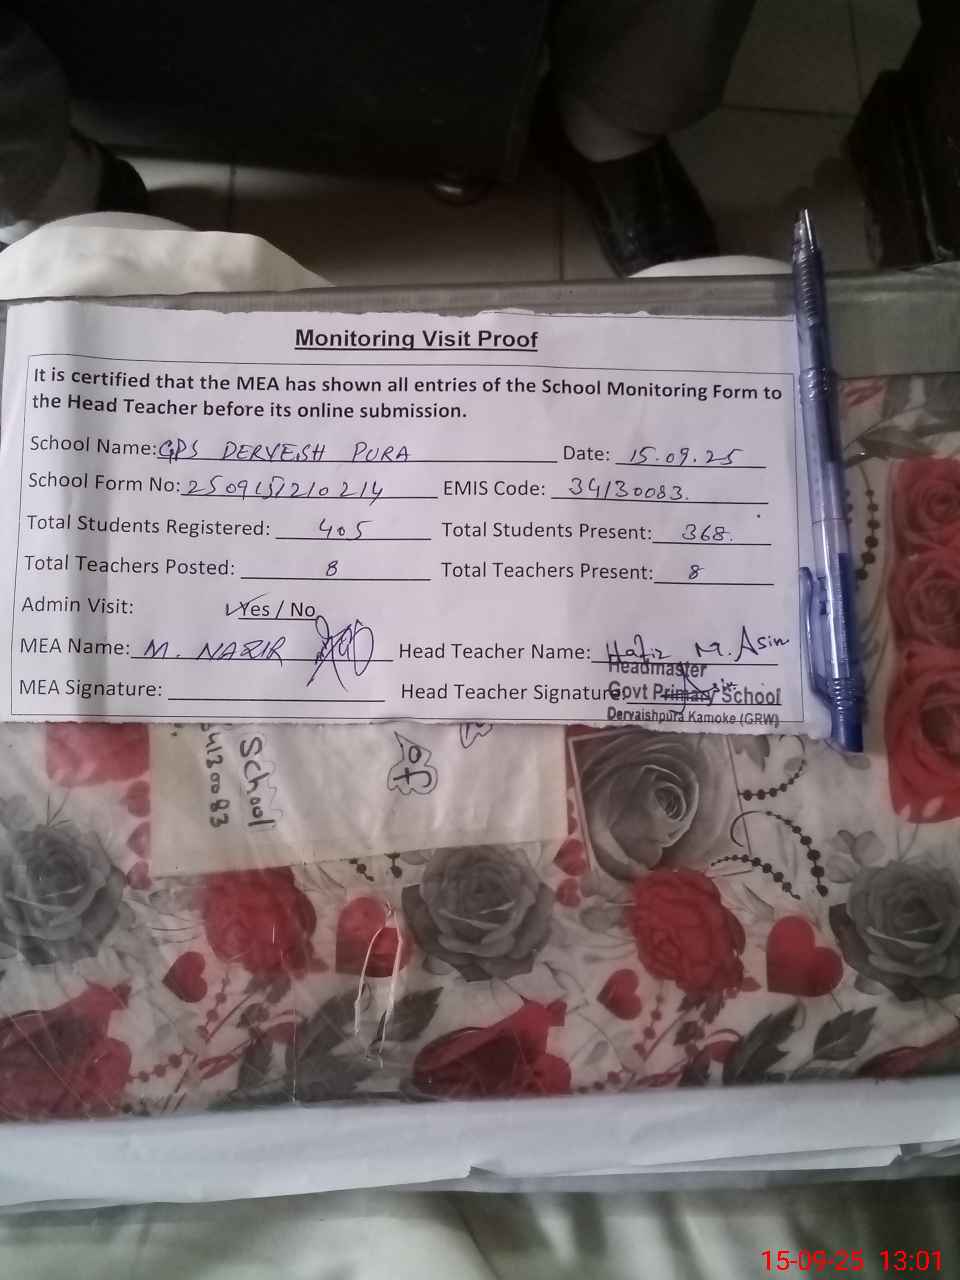 Monitoring Visit Proof
It is certified that the MEA has shown all entries of the School Monitoring Form to
the Head Teacher before its online submission.
School Name: GPS DERVESH PURA Date: 15.09.25
School Form No: 250915210214 EMIS Code: 34130083.
Total Students Registered: 405 Total Students Present: 368.
Total Teachers Posted: 8 Total Teachers Present: 8
Admin Visit: Yes / No
MEA Name: M. NAZIR Head Teacher Name: Hafiz M. Asim
Headmaster
MEA Signature: Head Teacher Signature:
Govt Primary School
Dervaishpura Kamoke (GRW)
School
34130083
of
15-09-25 13:01